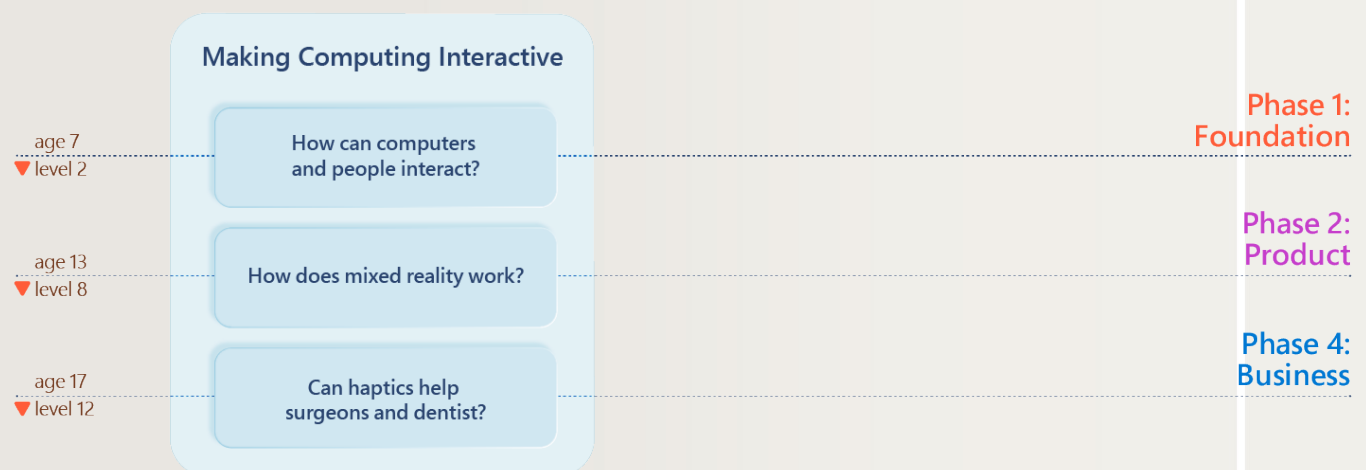 Making Computing Interactive
age 7
level 2
How can computers
and people interact?
Phase 1:
Foundation
age 13
level 8
How does mixed reality work?
Phase 2:
Product
age 17
level 12
Can haptics help
surgeons and dentist?
Phase 4:
Business